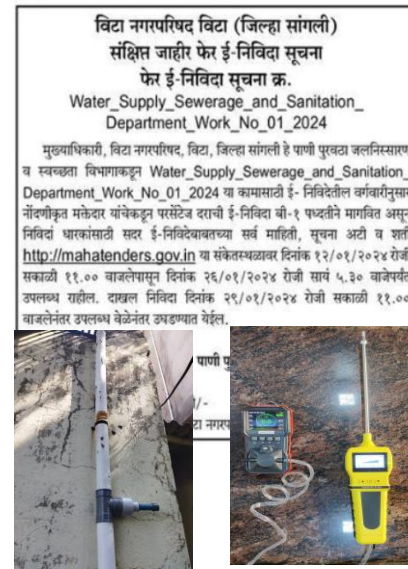 विटा नगरपरिषद विटा (जिल्हा सांगली)
संक्षिप्त जाहीर फेर ई-निविदा सूचना
फेर ई-निविदा सूचना क्र.
Water_Supply_Sewerage_and_Sanitation_
Department_Work_No_01_2024
मुख्याधिकारी, विटा नगरपरिषद, विटा, जिल्हा सांगली हे पाणी पुरवठा जलनिस्सारण
व स्वच्छता विभागाकडून Water_Supply_Sewerage_and_Sanitation_
Department_Work_No_01_2024 या कामासाठी ई- निविदेतील वर्गवारीनुसार
नोंदणीकृत मक्तेदार यांचेकडून परसेंटेज दराची ई-निविदा बी-१ पध्दतीने मागवित असून
निविदा धारकांसाठी सदर ई-निविदेबाबतच्या सर्व माहिती, सूचना अटी व शर्ती
http://mahatenders.gov.in या संकेतस्थळावर दिनांक १२/०१/२०२४ रोजी
सकाळी ११.०० वाजलेपासून दिनांक २६/०१/२०२४ रोजी सायं ५.३० वाजेपर्यंत
उपलब्ध राहील. दाखल निविदा दिनांक २९/०१/२०२४ रोजी सकाळी ११.००
वाजलेनंतर उपलब्ध वेळेनंतर उघडण्यात येईल.
पाणी पु
/-
टा नगरप